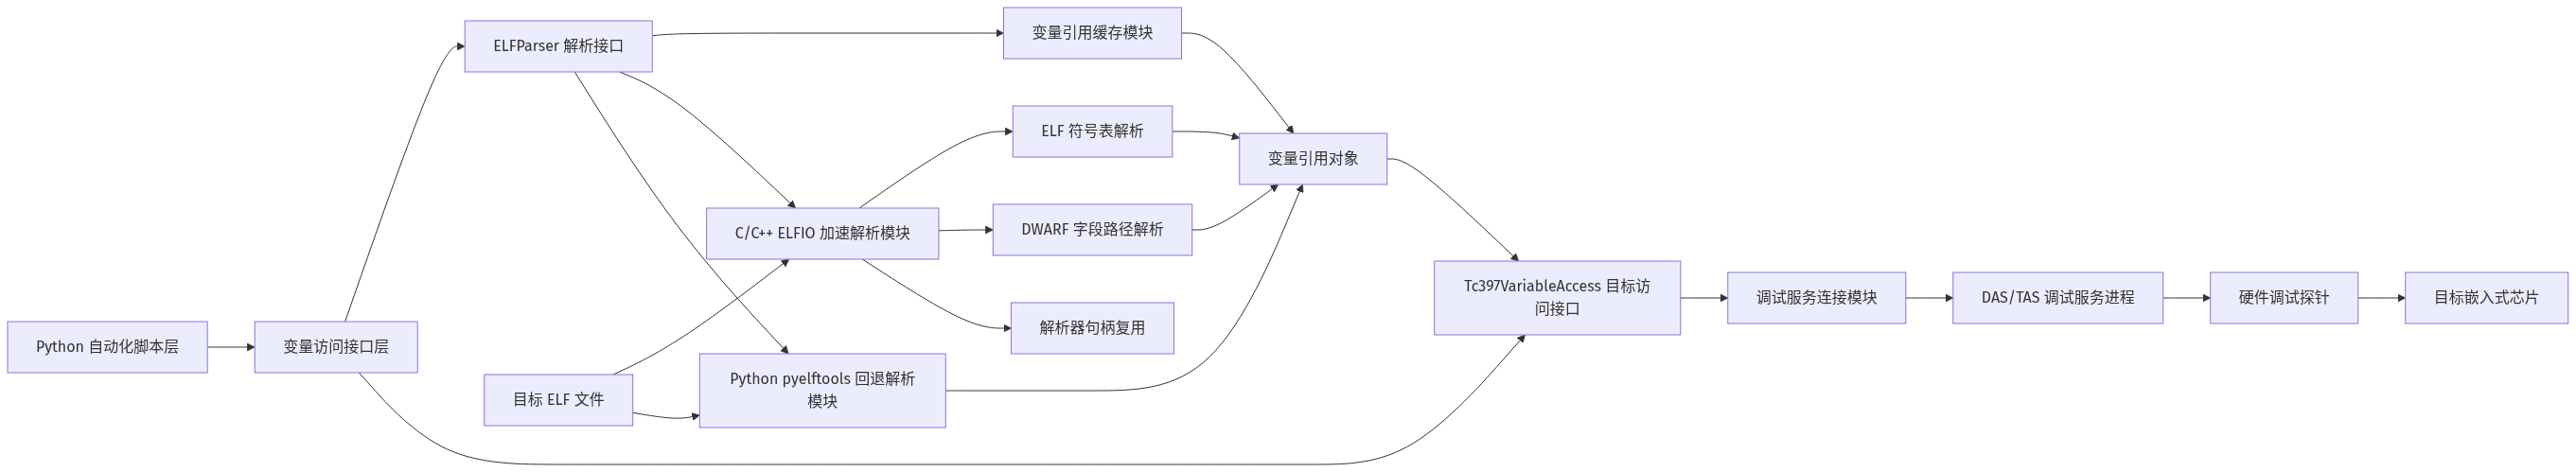 Python 自动化脚本层
变量访问接口层
ELFParser 解析接口
目标 ELF 文件
C/C++ ELFIO 加速解析模块
Python pyelftools 回退解析
模块
变量引用缓存模块
ELF 符号表解析
DWARF 字段路径解析
解析器句柄复用
变量引用对象
Tc397VariableAccess 目标访
问接口
调试服务连接模块
DAS/TAS 调试服务进程
硬件调试探针
目标嵌入式芯片